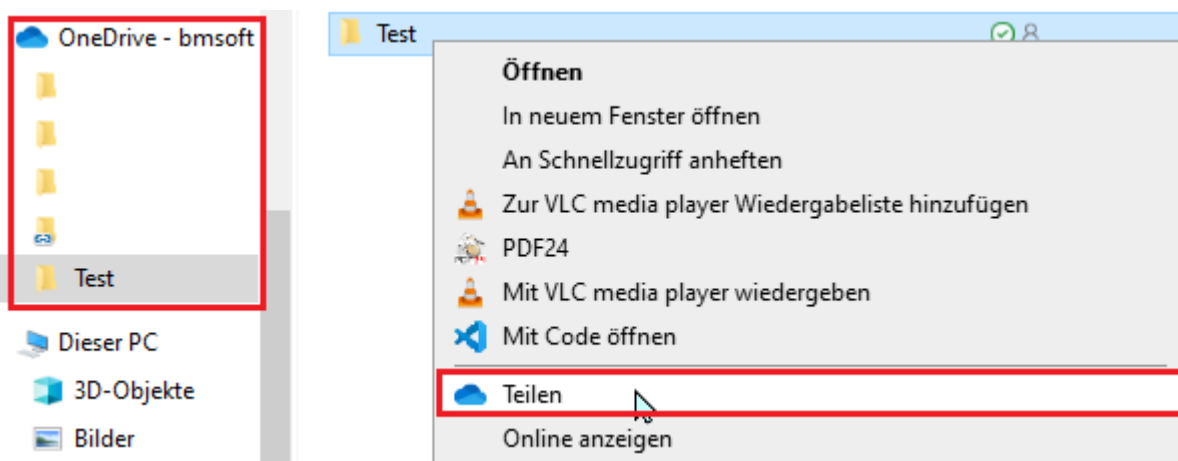 OneDrive - bmsoft
Test
Dieser PC
3D-Objekte
Bilder
Test
Öffnen
In neuem Fenster öffnen
An Schnellzugriff anheften
Zur VLC media player Wiedergabeliste hinzufügen
PDF24
Mit VLC media player wiedergeben
Mit Code öffnen
Teilen
Online anzeigen